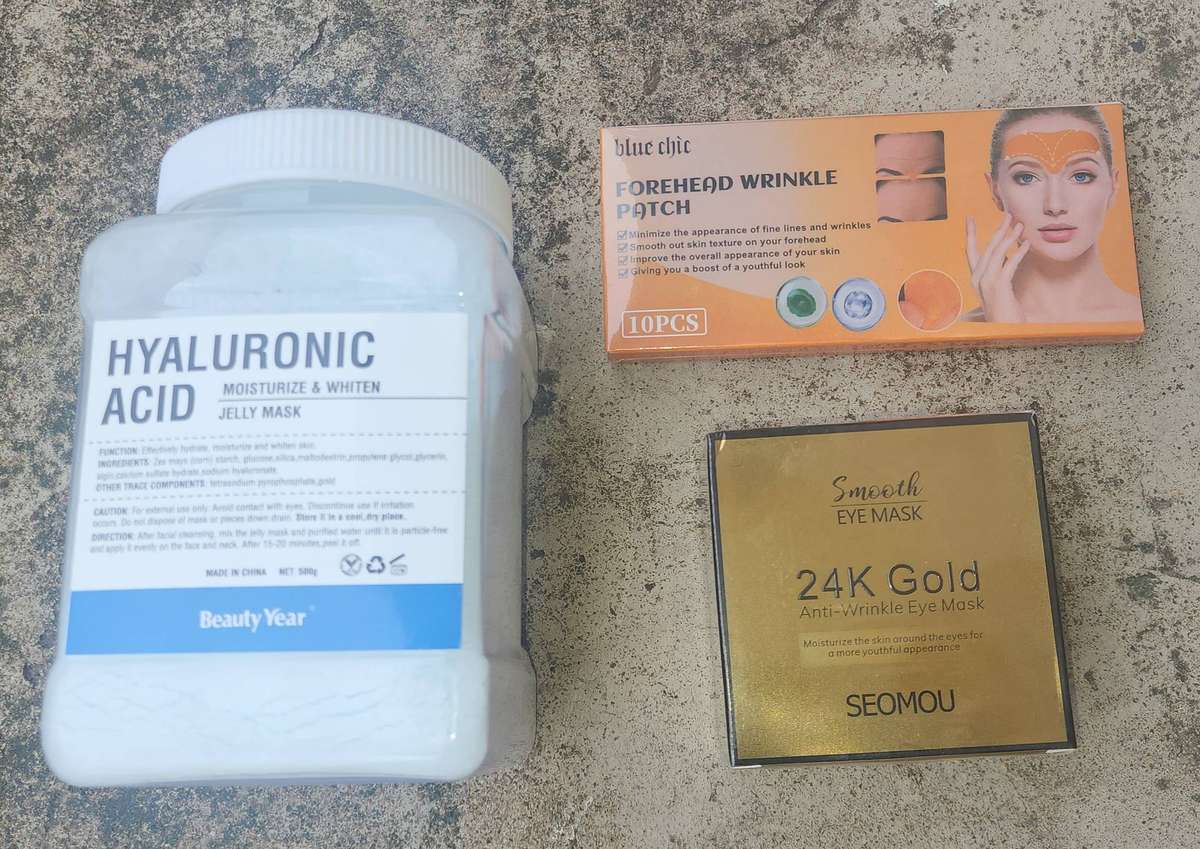 HYALURONIC
ACID
MOISTURIZE & WHITEN
JELLY MASK
FUNCTION: Effectively hydrate, moisturize and whiten skin.
INGREDIENTS: Zea mays (corn) starch, glucose,silica,maltodextrin,propylene glycol,glycerin,
algin,calcium sulfate hydrate,sodium hyaluronate.
OTHER TRACE COMPONENTS: tetrasodium pyrophosphate,gold
CAUTION: For external use only. Avoid contact with eyes. Discontinue use if irritation
occurs. Do not dispose of mask or pieces down drain. Store it in a cool,dry place.
DIRECTION: After facial cleansing, mix the jelly mask and purified water until it is particle-free
and apply it evenly on the face and neck. After 15-20 minutes,peel it off.
MADE IN CHINA NET 500g
Beauty Year
blue chic
FOREHEAD WRINKLE
PATCH
Minimize the appearance of fine lines and wrinkles
Smooth out skin texture on your forehead
Improve the overall appearance of your skin
Giving you a boost of a youthful look
10PCS
Smooth
EYE MASK
24K Gold
Anti-Wrinkle Eye Mask
Moisturize the skin around the eyes for
a more youthful appearance
SEOMOU